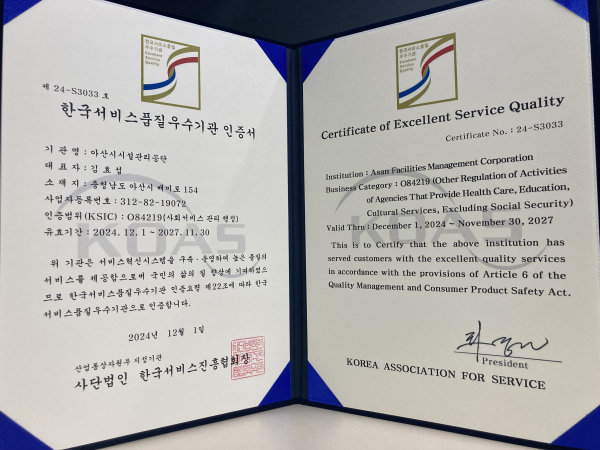 한국서비스품질
우수기관
Excellent
Service
Quality
제 24-S3033 호
한국서비스품질우수기관 인증서
기 관 명 : 아산시시설관리공단
대 표 자 : 김 효 섭
소 재 지 : 충청남도 아산시 배미로 154
사업자등록번호 : 312-82-19072
인증범위(KSIC) : O84219(사회서비스 관리 행정)
유효기간 : 2024. 12. 1 ~ 2027. 11. 30
KOAS
위 기관은 서비스혁신시스템을 구축·운영하여 높은 품질의
서비스를 제공함으로써 국민의 삶의 질 향상에 기여하였으
므로 한국서비스품질우수기관 인증요령 제22조에 따라 한국
서비스품질우수기관으로 인증합니다.
2024년 12월 1일
산업통상자원부 지정기관
사단법인 한국서비스진흥협회장
한국서비스품질
우수기관
Excellent
Service
Quality
Certificate of Excellent Service Quality
Certificate No. : 24-S3033
Institution : Asan Facilities Management Corporation
Business Category : O84219 (Other Regulation of Activities
of Agencies That Provide Health Care, Education,
Cultural Services, Excluding Social Security)
Valid Thru : December 1, 2024 ~ November 30, 2027
KOAS
This is to Certify that the above institution has
served customers with the excellent quality services
in accordance with the provisions of Article 6 of the
Quality Management and Consumer Product Safety Act.
President
KOREA ASSOCIATION FOR SERVICE